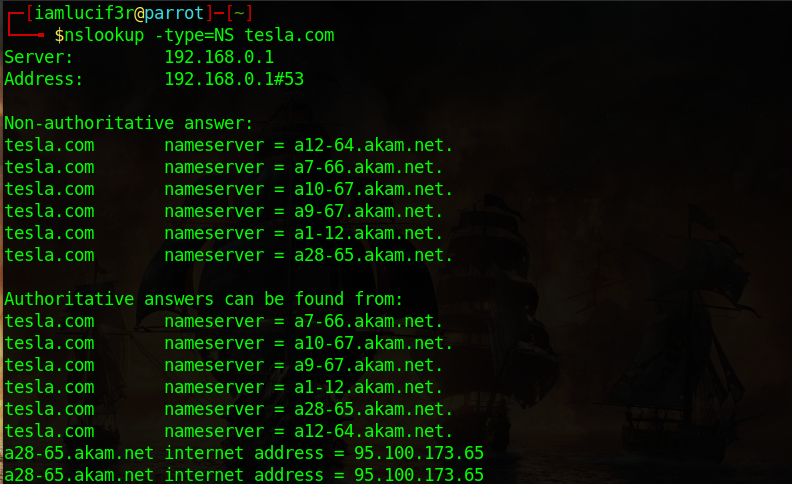 ┌─[iamlucif3r@parrot]─[~]
└──╼ $nslookup -type=NS tesla.com
Server:         192.168.0.1
Address:        192.168.0.1#53
Non-authoritative answer:
tesla.com       nameserver = a12-64.akam.net.
tesla.com       nameserver = a7-66.akam.net.
tesla.com       nameserver = a10-67.akam.net.
tesla.com       nameserver = a9-67.akam.net.
tesla.com       nameserver = a1-12.akam.net.
tesla.com       nameserver = a28-65.akam.net.
Authoritative answers can be found from:
tesla.com       nameserver = a7-66.akam.net.
tesla.com       nameserver = a10-67.akam.net.
tesla.com       nameserver = a9-67.akam.net.
tesla.com       nameserver = a1-12.akam.net.
tesla.com       nameserver = a28-65.akam.net.
tesla.com       nameserver = a12-64.akam.net.
a28-65.akam.net internet address = 95.100.173.65
a28-65.akam.net internet address = 95.100.173.65